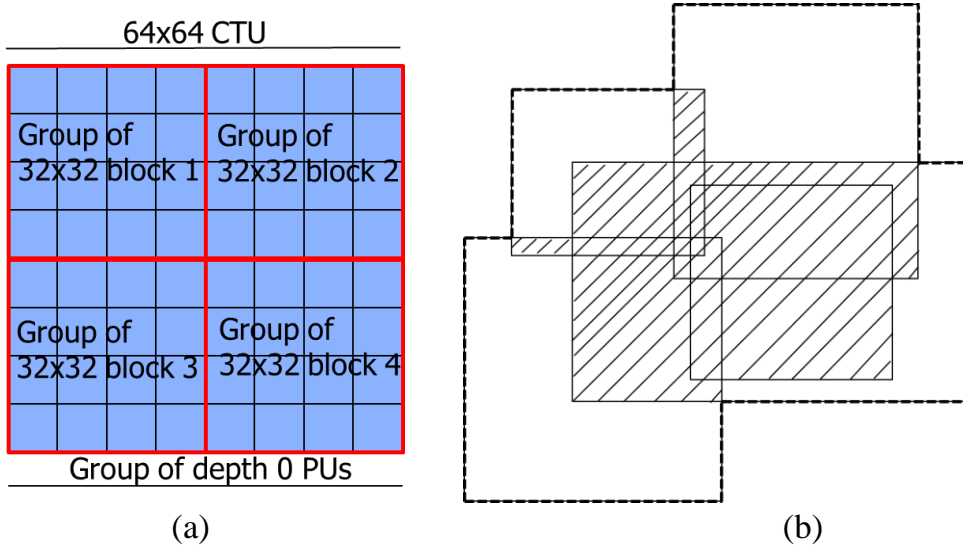 64x64 CTU
Group of
32x32 block 1
Group of
32x32 block 2
Group of
32x32 block 3
Group of
32x32 block 4
Group of depth 0 PUs
(a)
(b)